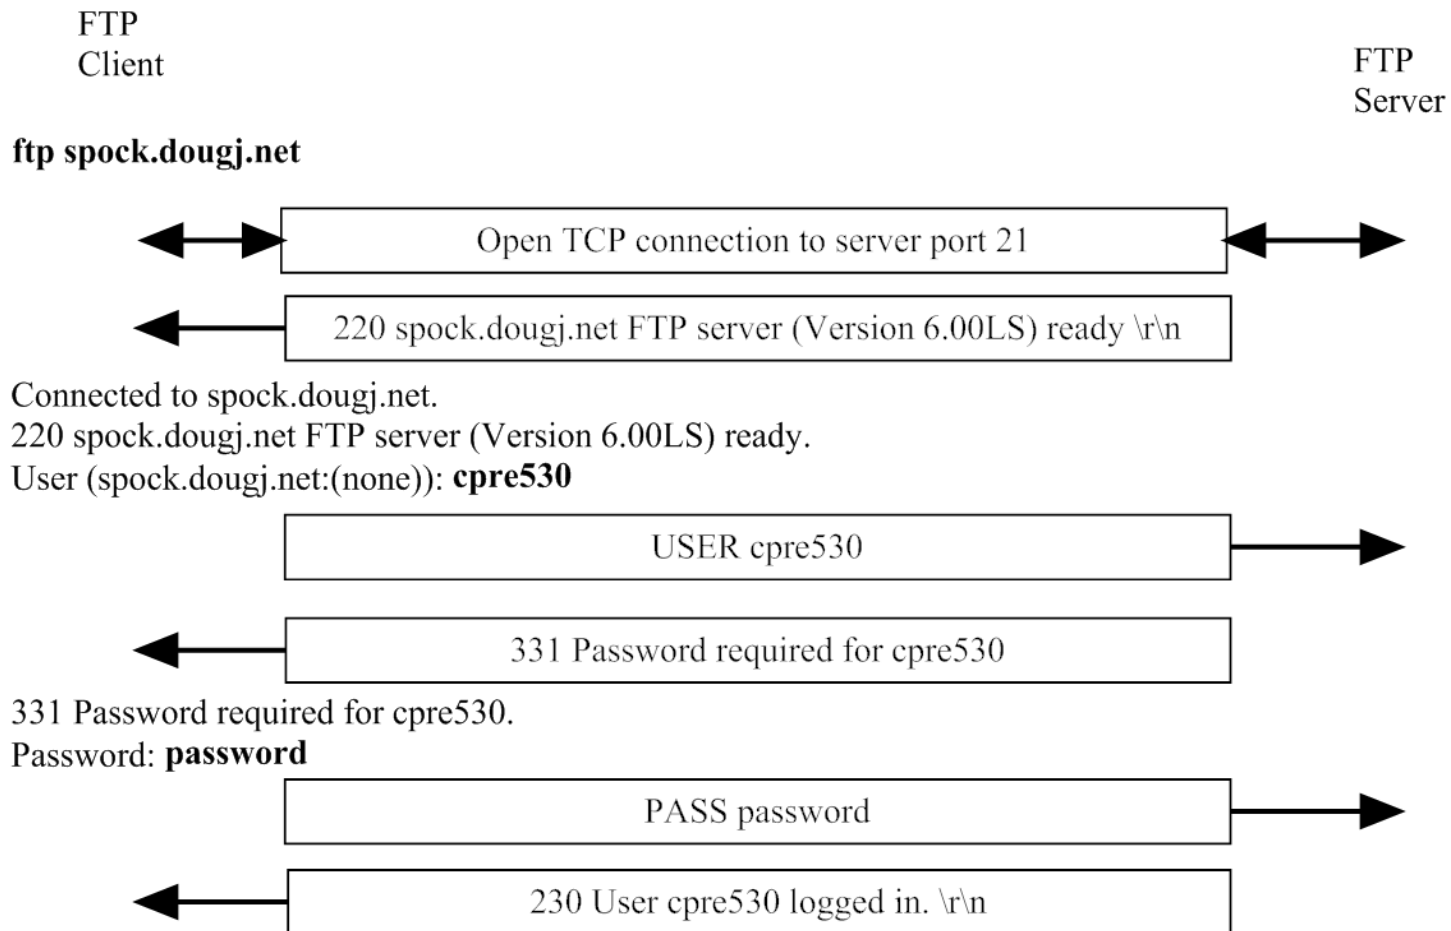 FTP
Client
FTP
Server
ftp spock.dougj.net
Open TCP connection to server port 21
220 spock.dougj.net FTP server (Version 6.00LS) ready \r\n
Connected to spock.dougj.net.
220 spock.dougj.net FTP server (Version 6.00LS) ready.
User (spock.dougj.net:(none)): cpre530
USER cpre530
331 Password required for cpre530
331 Password required for cpre530.
Password: password
PASS password
230 User cpre530 logged in. \r\n